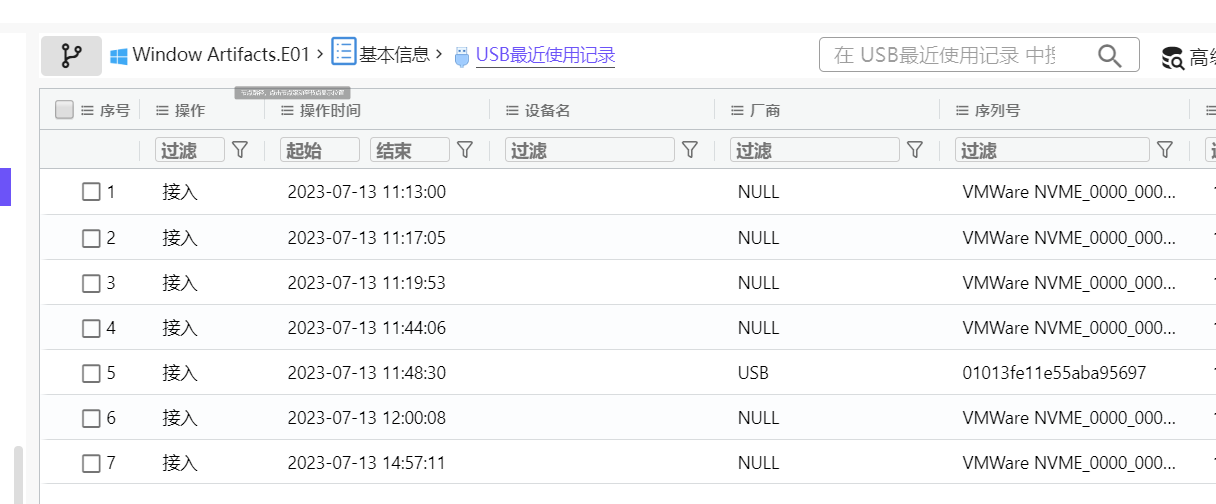 Window Artifacts.E01 › 基本信息 › USB最近使用记录 在 USB最近使用记录 中
序号 操作 操作时间 设备名 厂商 序列号
过滤 起始 结束 过滤 过滤 过滤
1 接入 2023-07-13 11:13:00 NULL VMWare NVME_0000_000...
2 接入 2023-07-13 11:17:05 NULL VMWare NVME_0000_000...
3 接入 2023-07-13 11:19:53 NULL VMWare NVME_0000_000...
4 接入 2023-07-13 11:44:06 NULL VMWare NVME_0000_000...
5 接入 2023-07-13 11:48:30 USB 01013fe11e55aba95697
6 接入 2023-07-13 12:00:08 NULL VMWare NVME_0000_000...
7 接入 2023-07-13 14:57:11 NULL VMWare NVME_0000_000...